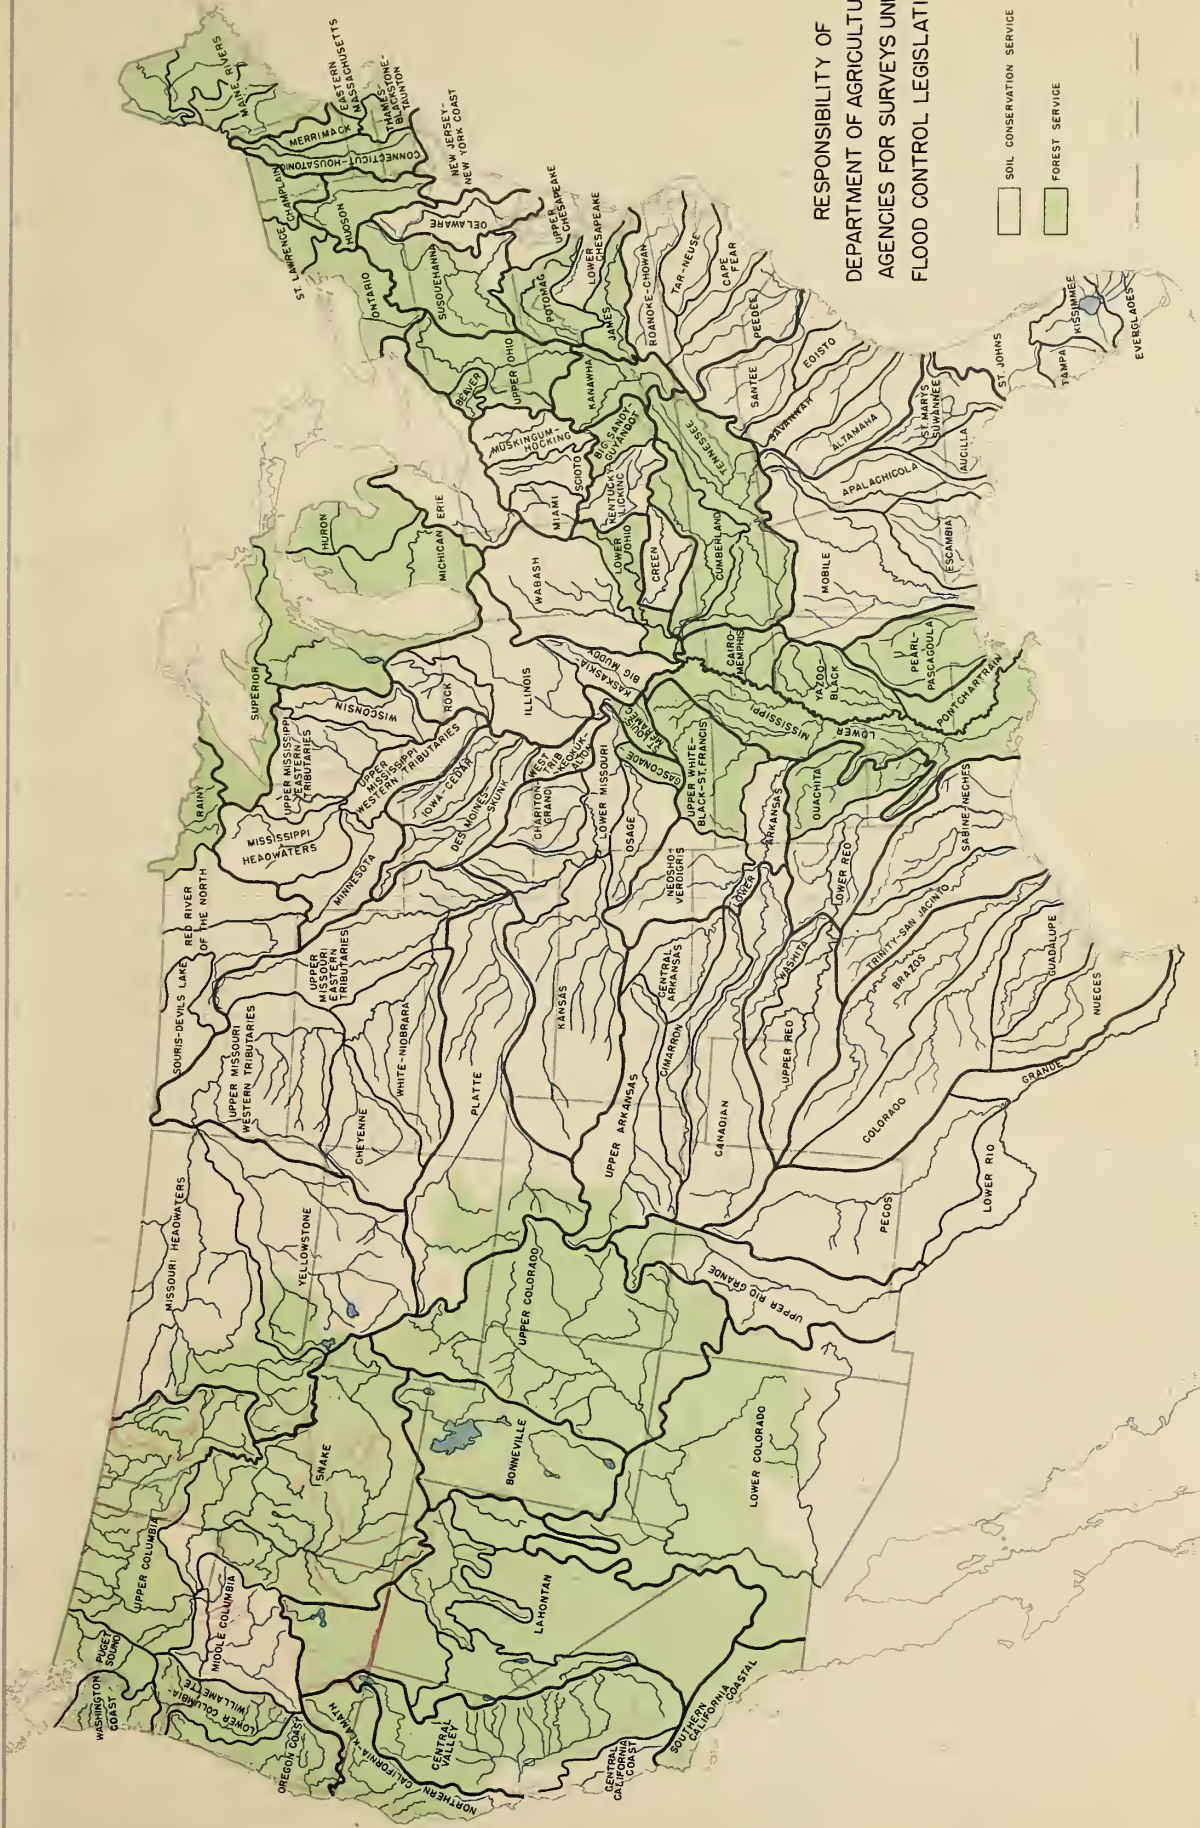 RESPONSIBILITY OF
DEPARTMENT OF AGRICULTU
AGENCIES FOR SURVEYS UN
FLOOD CONTROL LEGISLATI
SOIL CONSERVATION SERVICE
FOREST SERVICE
WASHINGTON
COAST
PUGET
SOUND
UPPER COLUMBIA
LOWER COLUMBIA-
WILLAMETTE
MIDDLE COLUMBIA
OREGON COAST
NORTHERN CALIFORNIA-KLAMATH
CENTRAL
VALLEY
CENTRAL
CALIFORNIA
COAST
SOUTHERN
CALIFORNIA
COASTAL
LAHONTAN
SNAKE
BONNEVILLE
LOWER COLORADO
UPPER COLORADO
MISSOURI HEADWATERS
YELLOWSTONE
UPPER RIO GRANDE
PECOS
LOWER RIO
GRANDE
SOURIS-DEVILS LAKE
RED RIVER
OF THE NORTH
UPPER MISSOURI
WESTERN TRIBUTARIES
UPPER
MISSOURI
EASTERN
TRIBUTARIES
CHEYENNE
WHITE-NIOBRARA
PLATTE
KANSAS
UPPER ARKANSAS
CENTRAL
ARKANSAS
CIMARRON
CANADIAN
UPPER RED
WASHITA
LOWER RED
COLORADO
BRAZOS
TRINITY-SAN JACINTO
GUADALUPE
NUECES
SABINE-NECHES
RAINY
SUPERIOR
MISSISSIPPI
HEADWATERS
MINNESOTA
UPPER MISSISSIPPI
EASTERN
TRIBUTARIES
UPPER
MISSISSIPPI
WESTERN TRIBUTARIES
WISCONSIN
ROCK
IOWA-CEDAR
DES MOINES-
SKUNK
WEST
TRIB
KEOKUK-
ALTON
CHARITON-
GRAND
LOWER MISSOURI
OSAGE
GASCONADE
ST LOUIS
MERAMEC
NEOSHO-
VERDIGRIS
LOWER
ARKANSAS
UPPER WHITE-
BLACK-ST. FRANCIS
OUACHITA
LOWER
MISSISSIPPI
ILLINOIS
KASKASKIA-
BIG MUDDY
CAIRO-
MEMPHIS
YAZOO-
BLACK
PEARL-
PASCAGOULA
PONTCHARTRAIN
HURON
MICHIGAN
ERIE
WABASH
MIAMI
SCIOTO
MUSKINGUM-
HOCKING
BEAVER
UPPER OHIO
KANAWHA
BIG SANDY-
GUYANDOT
KENTUCKY-
LICKING
LOWER
OHIO
GREEN
CUMBERLAND
TENNESSEE
MOBILE
ESCAMBIA
APALACHICOLA
AUCILLA
ST. MARYS
SUWANNEE
ALTAMAHA
SAVANNAH
EDISTO
SANTEE
PEEDEE
CAPE
FEAR
TAR-NEUSE
ROANOKE-CHOWAN
JAMES
LOWER
CHESAPEAKE
UPPER
CHESAPEAKE
POTOMAC
SUSQUEHANNA
DELAWARE
ONTARIO
ST. LAWRENCE
CHAMPLAIN
HUDSON
NEW JERSEY-
NEW YORK COAST
CONNECTICUT-HOUSATONIC
MERRIMACK
THAMES-
BLACKSTONE-
TAUNTON
EASTERN
MASSACHUSETTS
MAINE RIVERS
ST. JOHNS
TAMPA
KISSIMMEE
EVERGLADES